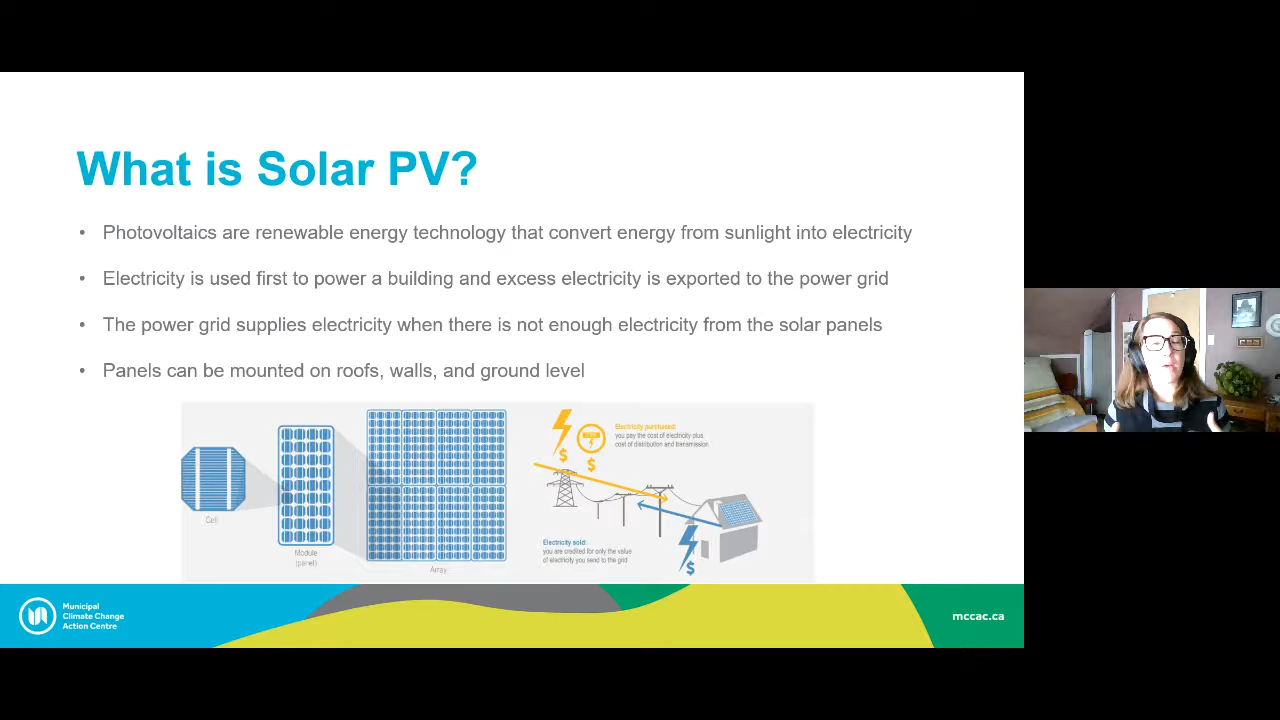 What is Solar PV?
• Photovoltaics are renewable energy technology that convert energy from sunlight into electricity
• Electricity is used first to power a building and excess electricity is exported to the power grid
• The power grid supplies electricity when there is not enough electricity from the solar panels
• Panels can be mounted on roofs, walls, and ground level
Cell
Module
(panel)
Array
$
$
Electricity purchased:
you pay the cost of electricity plus
cost of distribution and transmission
Electricity sold:
you are credited for only the value
of electricity you send to the grid
$
Municipal
Climate Change
Action Centre
mccac.ca